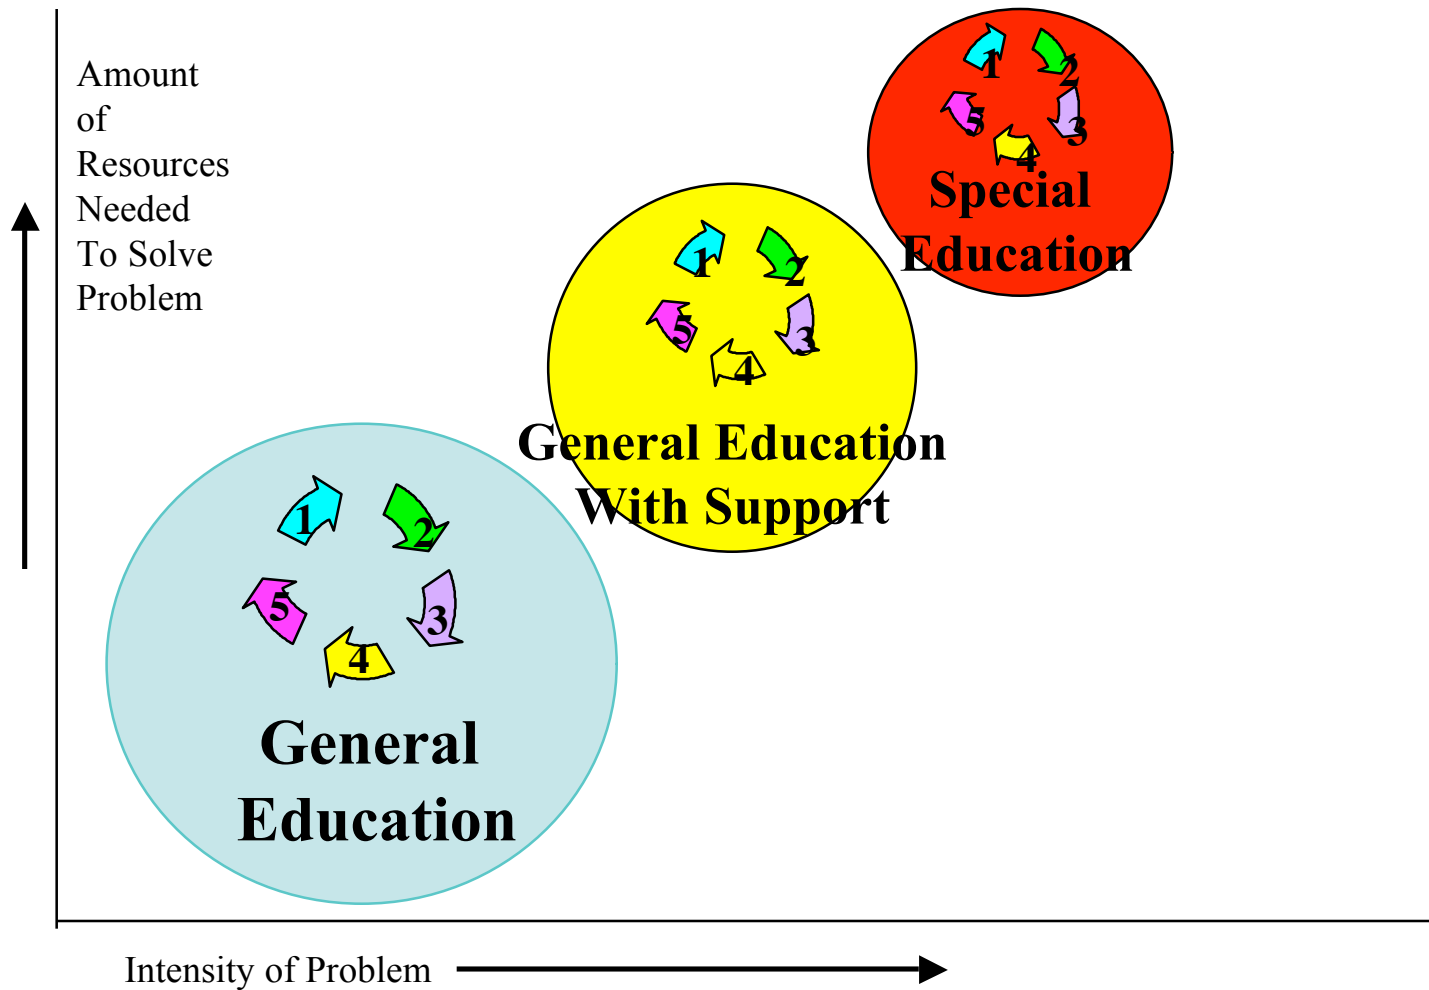 Amount
of
Resources
Needed
To Solve
Problem
1
2
3
4
5
Special
Education
1
2
3
4
5
General Education
With Support
1
2
3
4
5
General
Education
Intensity of Problem